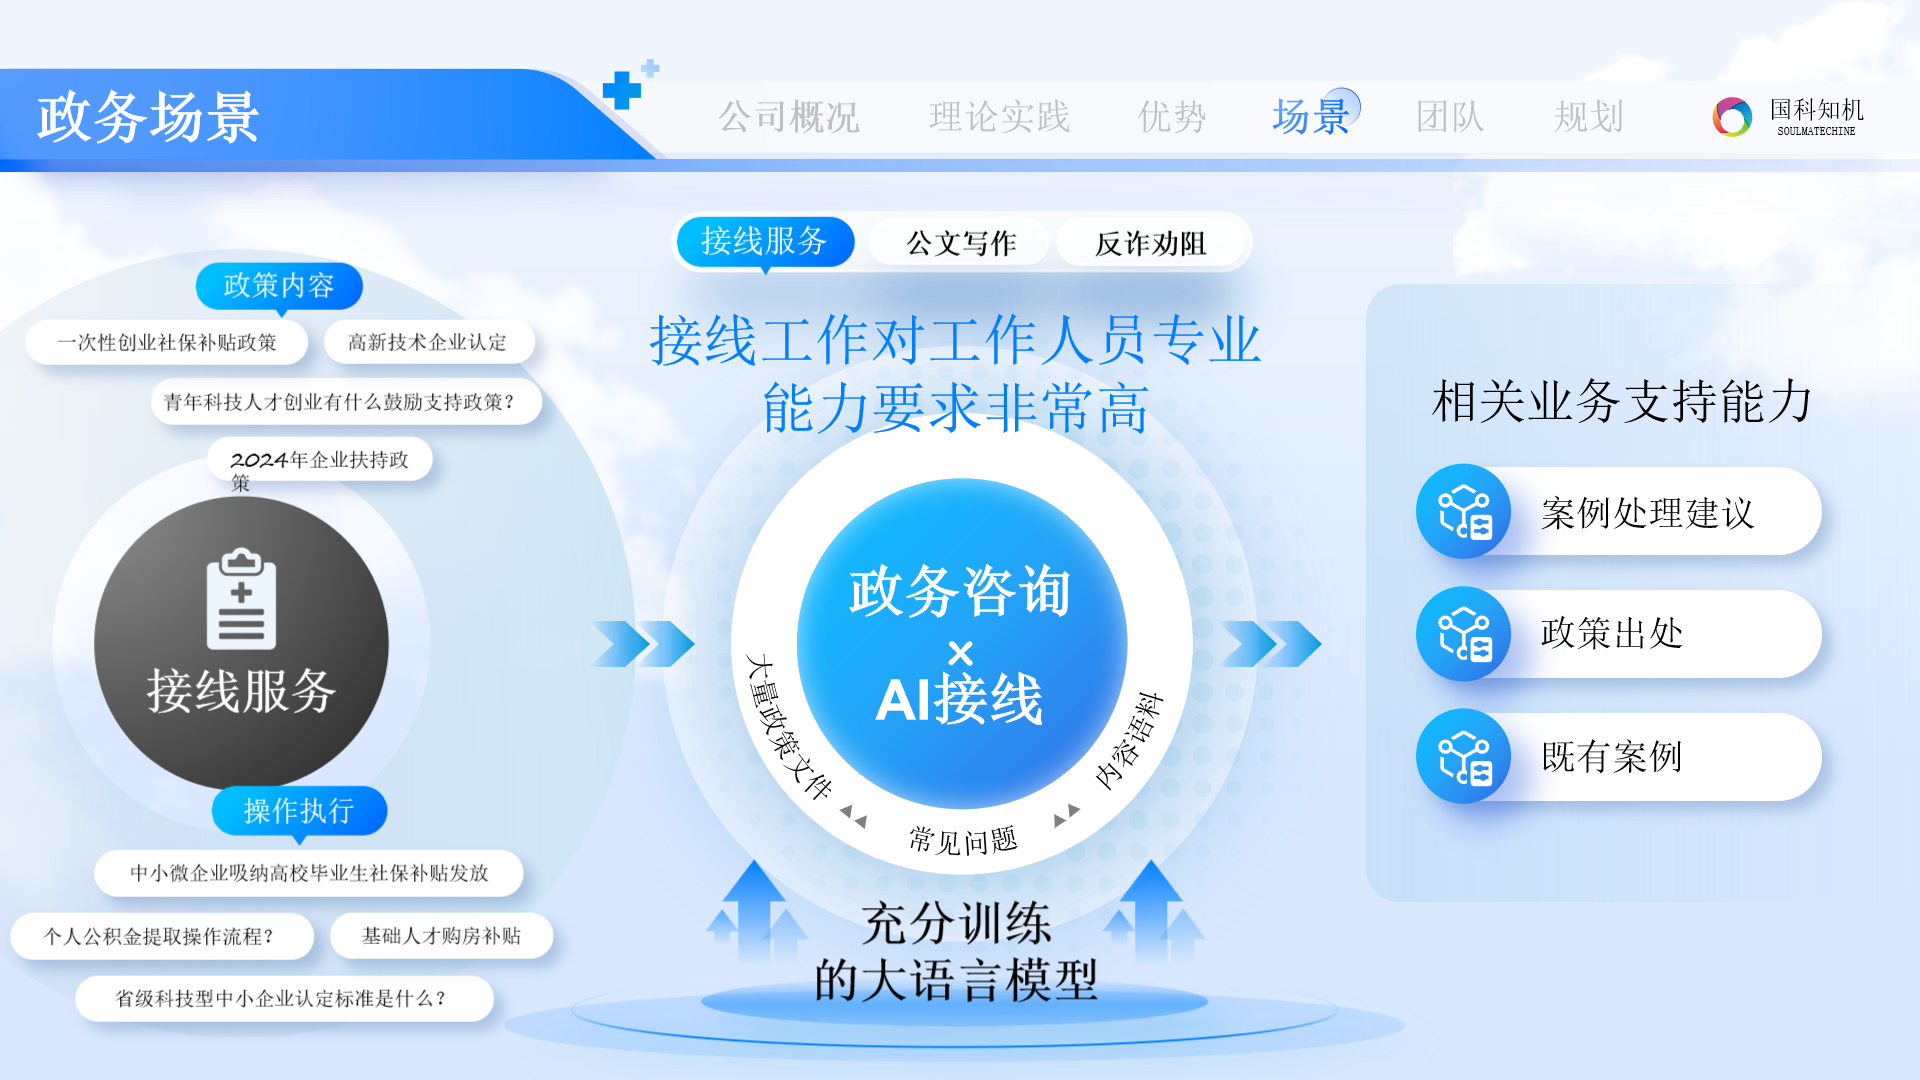 政务场景
公司概况
理论实践
优势
场景
团队
规划
国科知机
SOULMATECHINE
接线服务
公文写作
反诈劝阻
政策内容
一次性创业社保补贴政策
高新技术企业认定
青年科技人才创业有什么鼓励支持政策?
2024年企业扶持政
策
接线服务
操作执行
中小微企业吸纳高校毕业生社保补贴发放
个人公积金提取操作流程?
基础人才购房补贴
省级科技型中小企业认定标准是什么?
接线工作对工作人员专业
能力要求非常高
政务咨询
×
AI接线
大量政策文件
常见问题
内容语料
充分训练
的大语言模型
相关业务支持能力
案例处理建议
政策出处
既有案例